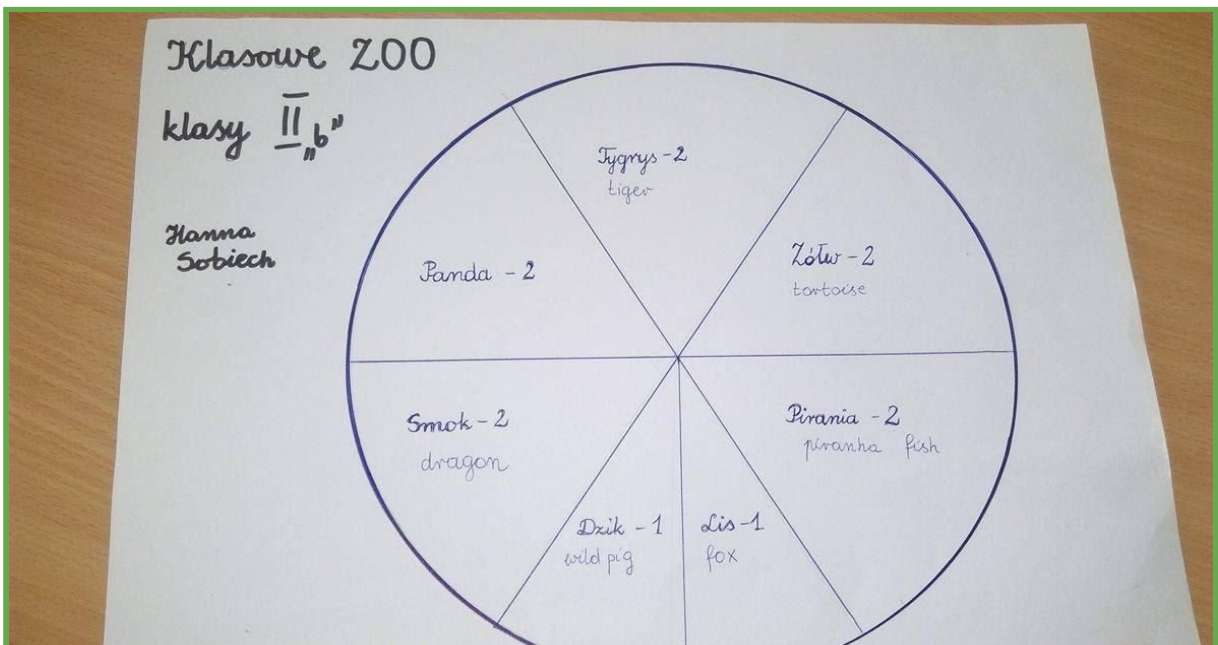 Klasowe ZOO
klasy II „b”
Hanna
Sobiech
Tygrys - 2
tiger
Żółw - 2
tortoise
Panda - 2
Pirania - 2
piranha fish
Smok - 2
dragon
Dzik - 1
wild pig
Lis - 1
fox